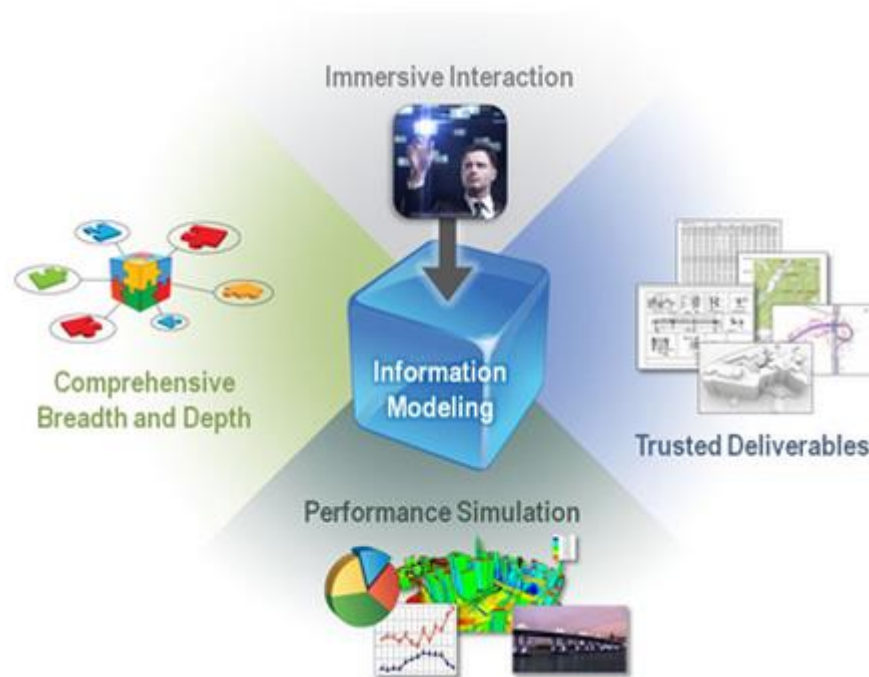 Immersive Interaction
Comprehensive
Breadth and Depth
Information
Modeling
Trusted Deliverables
Performance Simulation